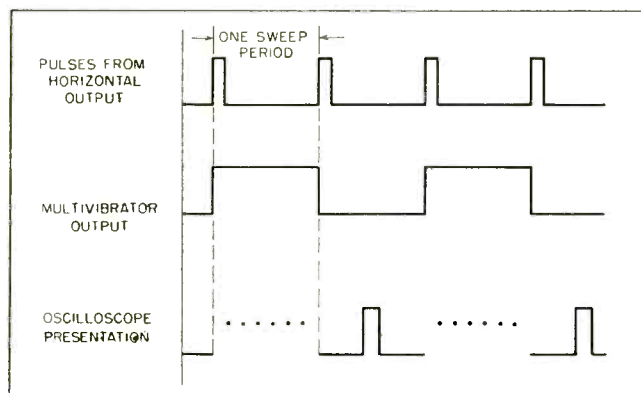 ONE SWEEP
PERIOD
PULSES FROM
HORIZONTAL
OUTPUT
MULTIVIBRATOR
OUTPUT
OSCILLOSCOPE
PRESENTATION